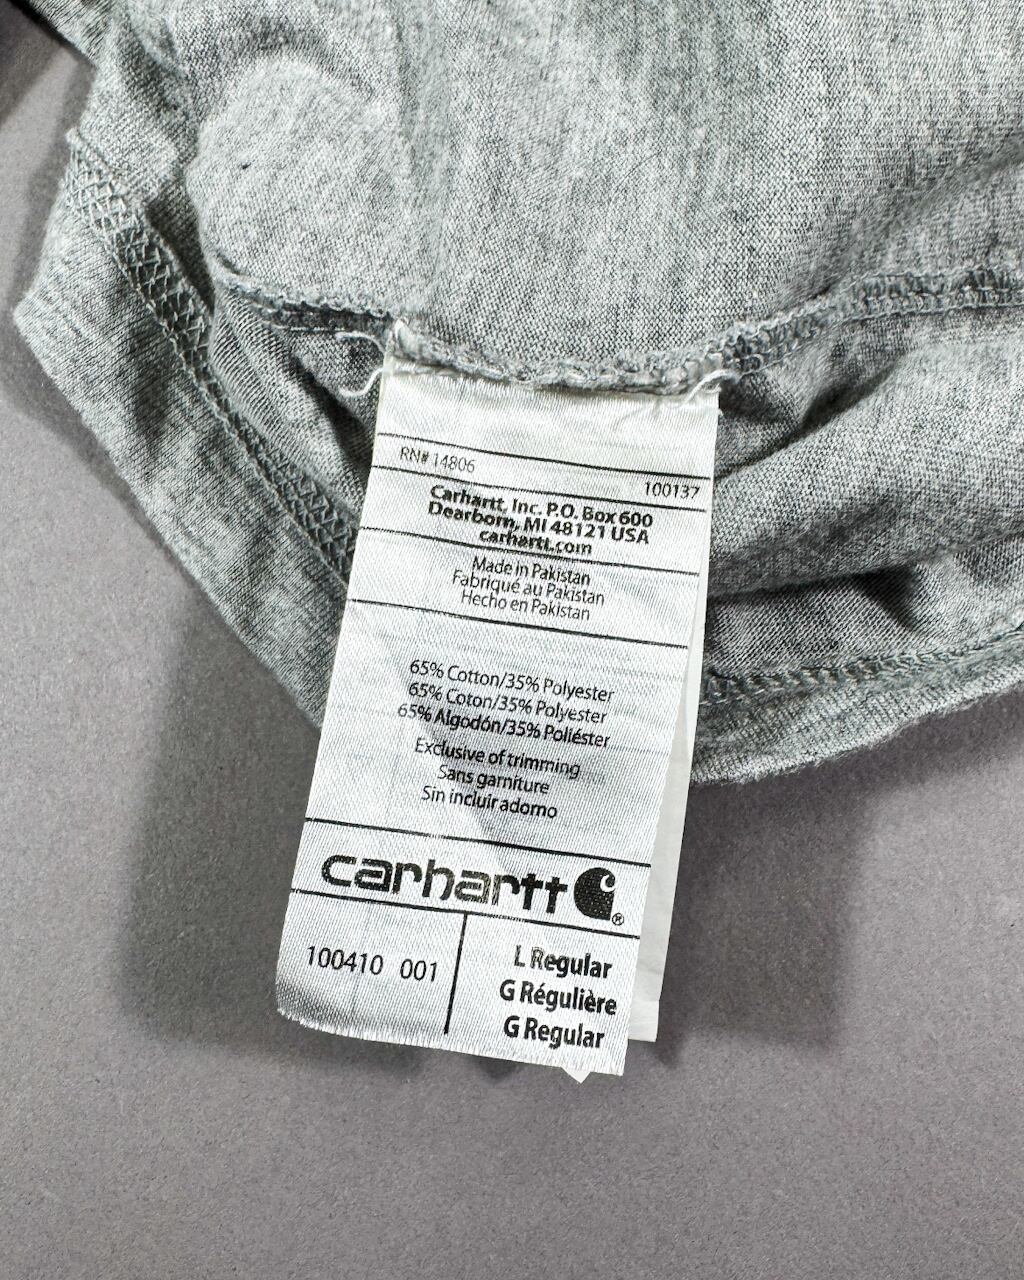 RN# 14806
100137
Carhartt, Inc. P.O. Box 600
Dearborn, MI 48121 USA
carhartt.com
Made in Pakistan
Fabriqué au Pakistan
Hecho en Pakistan
65% Cotton/35% Polyester
65% Coton/35% Polyester
65% Algodón/35% Poliéster
Exclusive of trimming
Sans garniture
Sin incluir adorno
carhartt®
100410 001
L Regular
G Régulière
G Regular